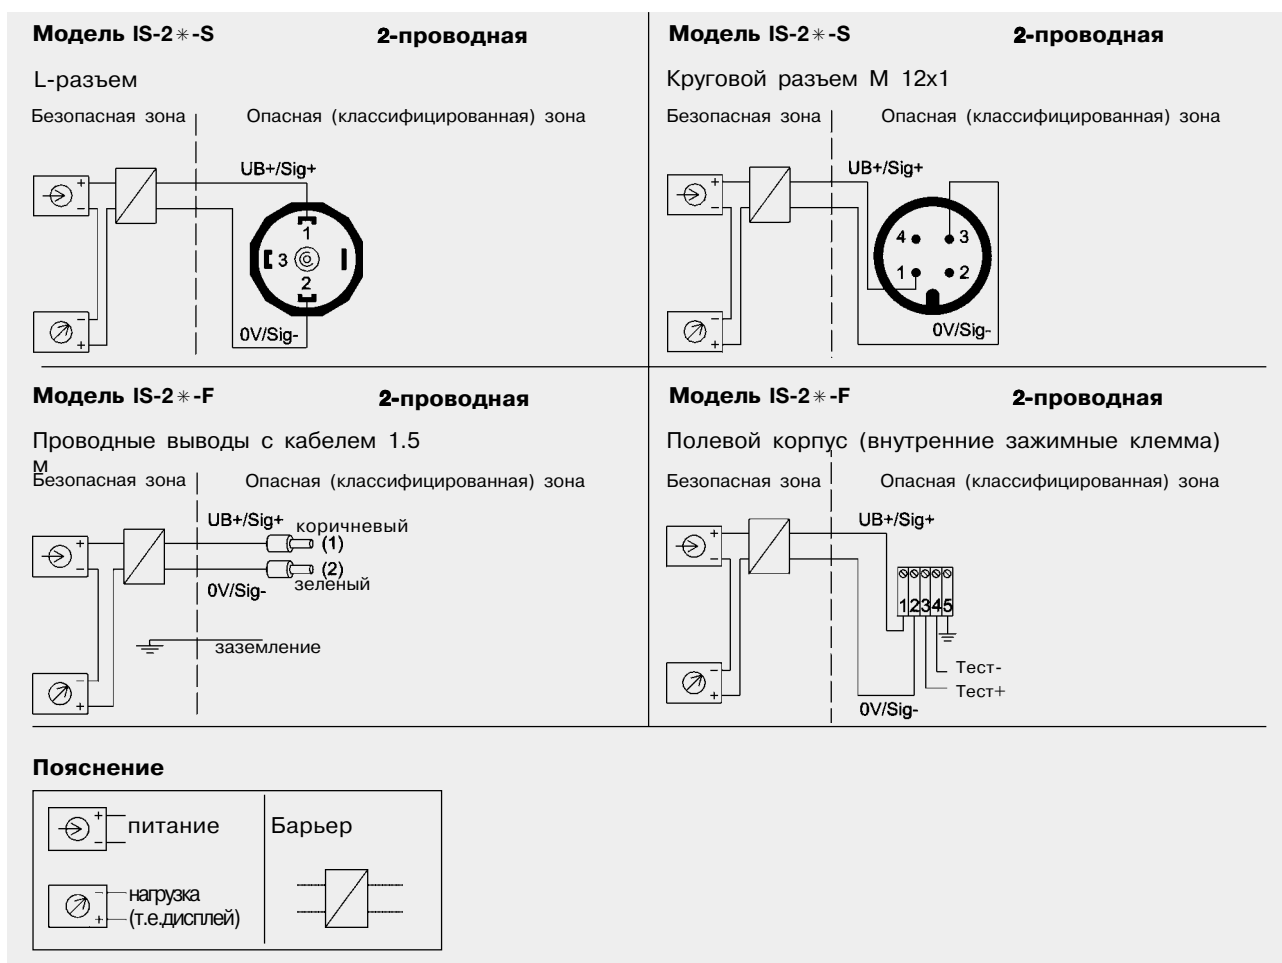 Модель IS-2✳-S 2-проводная
L-разъем
Безопасная зона Опасная (классифицированная) зона
UB+/Sig+
+
-
1
3
2
-
+
0V/Sig-
Модель IS-2✳-S 2-проводная
Круговой разъем М 12x1
Безопасная зона Опасная (классифицированная) зона
UB+/Sig+
+
-
4 3
1 2
-
+
0V/Sig-
Модель IS-2✳-F 2-проводная
Проводные выводы с кабелем 1.5
м
Безопасная зона Опасная (классифицированная) зона
UB+/Sig+ коричневый
+
(1)
-
(2)
0V/Sig- зеленый
заземление
-
+
Модель IS-2✳-F 2-проводная
Полевой корпус (внутренние зажимные клемма)
Безопасная зона Опасная (классифицированная) зона
UB+/Sig+
+
-
12345
-
Тест-
+
Тест+
0V/Sig-
Пояснение
+
питание Барьер
-
-
нагрузка
+
(т.е.дисплей)